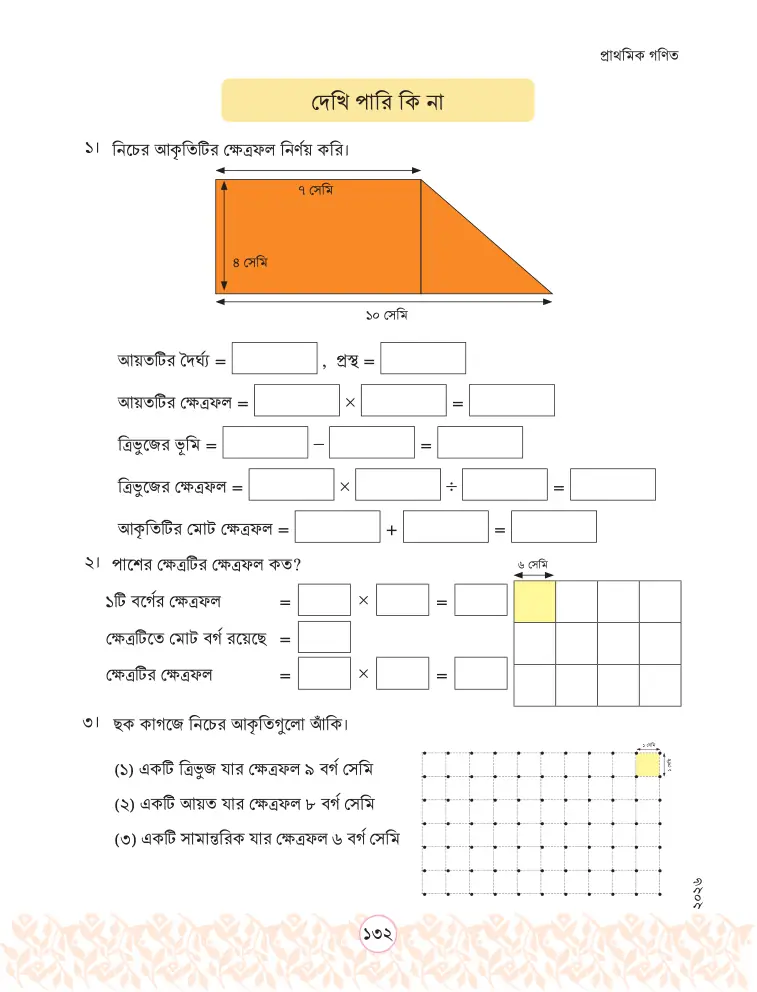 প্রাথমিক গণিত
দেখি পারি কি না
১। নিচের আকৃতিটির ক্ষেত্রফল নির্ণয় করি।
৭ সেমি
৪ সেমি
১০ সেমি
আয়তটির দৈর্ঘ্য = , প্রস্থ =
আয়তটির ক্ষেত্রফল = × =
ত্রিভুজের ভূমি = − =
ত্রিভুজের ক্ষেত্রফল = × ÷ =
আকৃতিটির মোট ক্ষেত্রফল = + =
২। পাশের ক্ষেত্রটির ক্ষেত্রফল কত?
৬ সেমি
১টি বর্গের ক্ষেত্রফল = × =
ক্ষেত্রটিতে মোট বর্গ রয়েছে =
ক্ষেত্রটির ক্ষেত্রফল = × =
৩। ছক কাগজে নিচের আকৃতিগুলো আঁকি।
১ সেমি
১ সেমি
(১) একটি ত্রিভুজ যার ক্ষেত্রফল ৯ বর্গ সেমি
(২) একটি আয়ত যার ক্ষেত্রফল ৮ বর্গ সেমি
(৩) একটি সামান্তরিক যার ক্ষেত্রফল ৬ বর্গ সেমি
২০২৬
১৩২